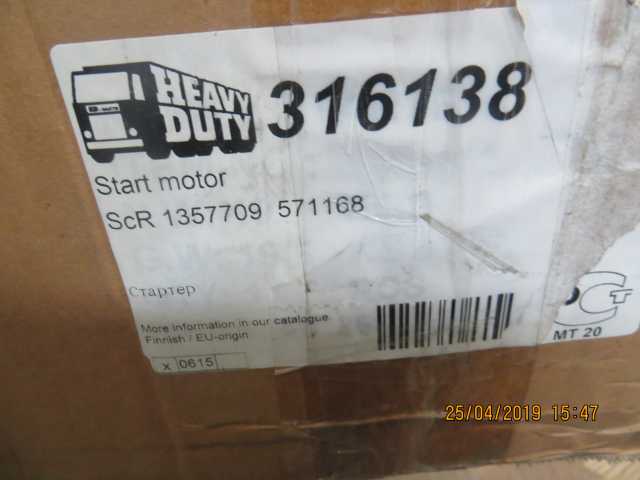 HEAVY
DUTY
316138
Start motor
ScR 1357709 571168
Стартер
More information in our catalogue.
Finnish / EU-origin
x 0615
MT 20
25/04/2019 15:47